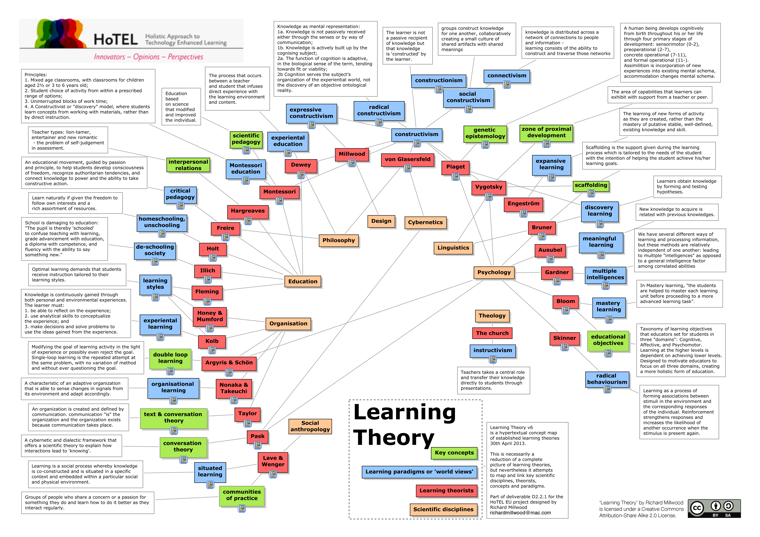 HoTEL
Holistic Approach to
Technology Enhanced Learning
Innovators – Opinions – Perspectives
Principles:
1. Mixed age classrooms, with classrooms for children
aged 2½ or 3 to 6 years old;
2. Student choice of activity from within a prescribed
range of options;
3. Uninterrupted blocks of work time;
4. A Constructivist or "discovery" model, where students
learn concepts from working with materials, rather than
by direct instruction.
Education
based
on science
that modified
and improved
the individual.
The process that occurs
between a teacher
and student that infuses
direct experience with
the learning environment
and content.
Knowledge as mental representation:
1a. Knowledge is not passively received
either through the senses or by way of
communication;
1b. Knowledge is actively built up by the
cognising subject;
2a. The function of cognition is adaptive,
in the biological sense of the term, tending
towards fit or viability;
2b Cognition serves the subject's
organization of the experiential world, not
the discovery of an objective ontological
reality.
The learner is not
a passive recipient
of knowledge but
that knowledge
is 'constructed' by
the learner.
groups construct knowledge
for one another, collaboratively
creating a small culture of
shared artifacts with shared
meanings
knowledge is distributed across a
network of connections to people
and information –
learning consists of the ability to
construct and traverse those networks
A human being develops cognitively
from birth throughout his or her life
through four primary stages of
development: sensorimotor (0-2),
preoperational (2-7),
concrete operational (7-11),
and formal operational (11-).
Assimilation is incorporation of new
experiences into existing mental schema,
accommodation changes mental schema.
The area of capabilities that learners can
exhibit with support from a teacher or peer.
The learning of new forms of activity
as they are created, rather than the
mastery of putative stable, well-defined,
existing knowledge and skill.
Scaffolding is the support given during the learning
process which is tailored to the needs of the student
with the intention of helping the student achieve his/her
learning goals.
Learners obtain knowledge
by forming and testing
hypotheses.
New knowledge to acquire is
related with previous knowledges.
We have several different ways of
learning and processing information,
but these methods are relatively
independent of one another: leading
to multiple "intelligences" as opposed
to a general intelligence factor
among correlated abilities
In Mastery learning, "the students
are helped to master each learning
unit before proceeding to a more
advanced learning task".
Taxonomy of learning objectives
that educators set for students in
three "domains": Cognitive,
Affective, and Psychomotor.
Learning at the higher levels is
dependent on achieving lower levels.
Designed to motivate educators to
focus on all three domains, creating
a more holistic form of education.
Learning as a process of
forming associations between
stimuli in the environment and
the corresponding responses
of the individual. Reinforcement
strengthens responses and
increases the likelihood of
another occurrence when the
stimulus is present again.
Teacher types: lion-tamer,
entertainer and new romantic
- the problem of self-judgement
in assessment.
An educational movement, guided by passion
and principle, to help students develop consciousness
of freedom, recognize authoritarian tendencies, and
connect knowledge to power and the ability to take
constructive action.
Learn naturally if given the freedom to
follow own interests and a
rich assortment of resources.
School is damaging to education:
"The pupil is thereby 'schooled'
to confuse teaching with learning,
grade advancement with education,
a diploma with competence, and
fluency with the ability to say
something new."
Optimal learning demands that students
receive instruction tailored to their
learning styles.
Knowledge is continuously gained through
both personal and environmental experiences.
The learner must:
1. be able to reflect on the experience;
2. use analytical skills to conceptualize
the experience; and
3. make decisions and solve problems to
use the ideas gained from the experience.
Modifying the goal of learning activity in the light
of experience or possibly even reject the goal.
Single-loop learning is the repeated attempt at
the same problem, with no variation of method
and without ever questioning the goal.
A characteristic of an adaptive organization
that is able to sense changes in signals from
its environment and adapt accordingly.
An organization is created and defined by
communication. communication "is" the
organization and the organization exists
because communication takes place.
A cybernetic and dialectic framework that
offers a scientific theory to explain how
interactions lead to 'knowing'.
Learning is a social process whereby knowledge
is co-constructed and is situated in a specific
context and embedded within a particular social
and physical environment.
Groups of people who share a concern or a passion for
something they do and learn how to do it better as they
interact regularly.
scientific
pedagogy
experiential
education
expressive
constructivism
radical
constructivism
constructionism
social
constructivism
connectivism
constructivism
genetic
epistemology
zone of proximal
development
expansive
learning
scaffolding
discovery
learning
meaningful
learning
multiple
intelligences
mastery
learning
educational
objectives
radical
behaviourism
interpersonal
relations
Montessori
education
critical
pedagogy
homeschooling,
unschooling
de-schooling
society
learning
styles
experiential
learning
double loop
learning
organisational
learning
text & conversation
theory
conversation
theory
situated
learning
communities
of practice
Dewey
Millwood
von Glasersfeld
Piaget
Vygotsky
Engeström
Bruner
Ausubel
Gardner
Bloom
Skinner
Montessori
Hargreaves
Freire
Holt
Illich
Fleming
Honey &
Mumford
Kolb
Argyris & Schön
Nonaka &
Takeuchi
Taylor
Pask
Lave &
Wenger
Design
Cybernetics
Philosophy
Linguistics
Education
Psychology
Organisation
Theology
The church
instructivism
Teachers take a central role
and transfer their knowledge
directly to students through
presentations.
Social
anthropology
Learning
Theory
Key concepts
Learning paradigms or 'world views'
Learning theorists
Scientific disciplines
Learning Theory v6
is a hypertextual concept map
of established learning theories
30th April 2013.
This is necessarily a
reduction of a complete
picture of learning theories,
but nevertheless it attempts
to map and link key scientific
disciplines, theorists,
concepts and paradigms.
Part of deliverable D2.2.1 for
the HoTEL EU project designed by
Richard Millwood
richardmillwood@mac.com
"Learning Theory" by Richard Millwood
is licensed under a Creative Commons
Attribution-Share Alike 2.0 License.
cc
BY SA